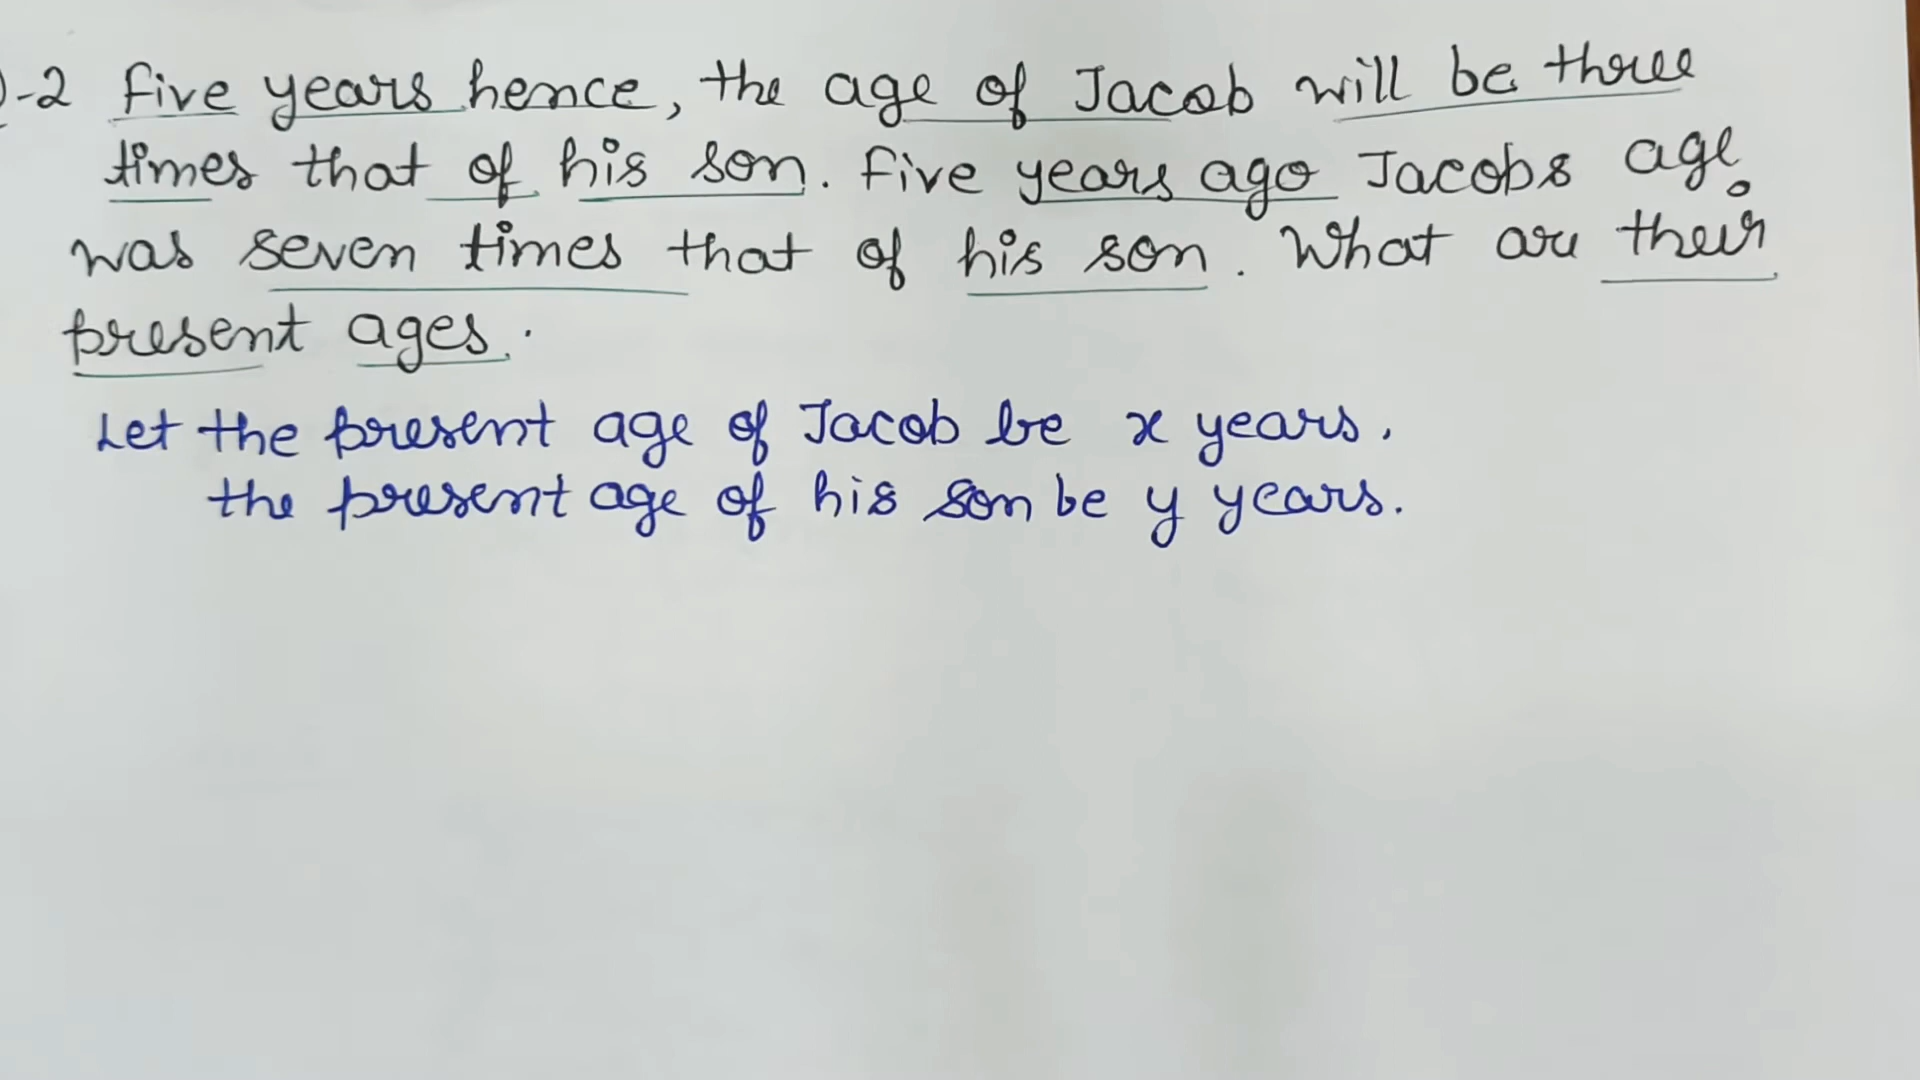 -2 Five years hence, the age of Jacob will be three
times that of his son. Five years ago Jacobs age
was seven times that of his son. What are their
present ages.
Let the present age of Jacob be x years.
the present age of his son be y years.